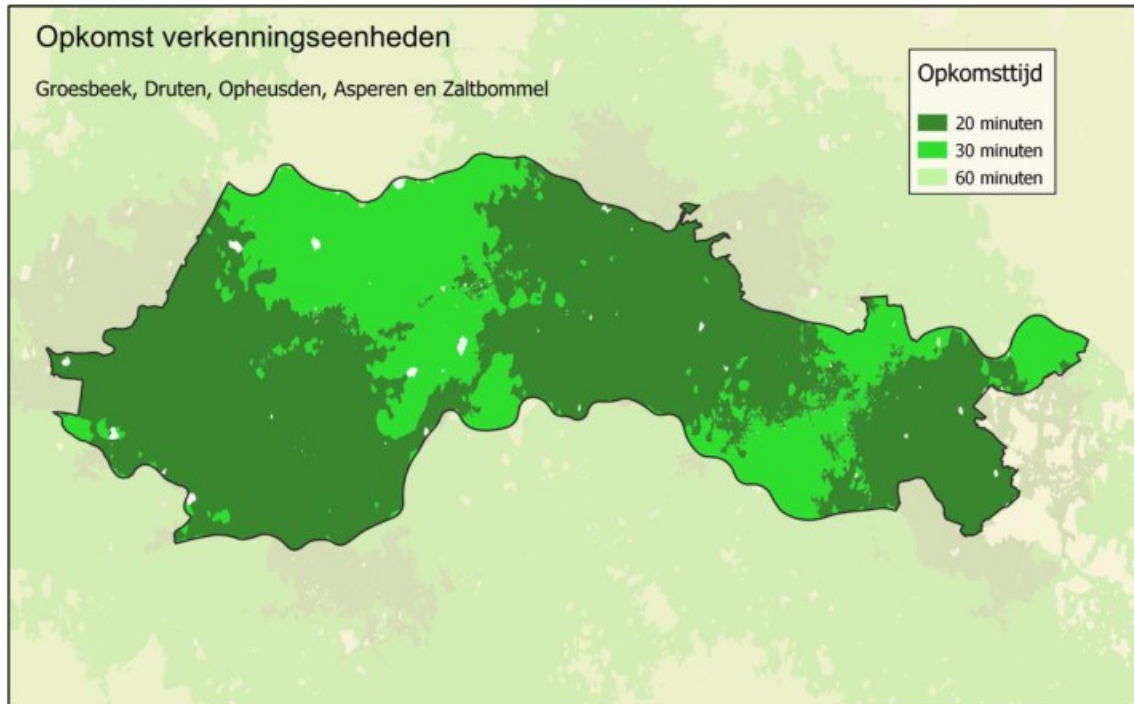 Opkomst verkenningseenheden
Groesbeek, Druten, Opheusden, Asperen en Zaltbommel
Opkomsttijd
20 minuten
30 minuten
60 minuten